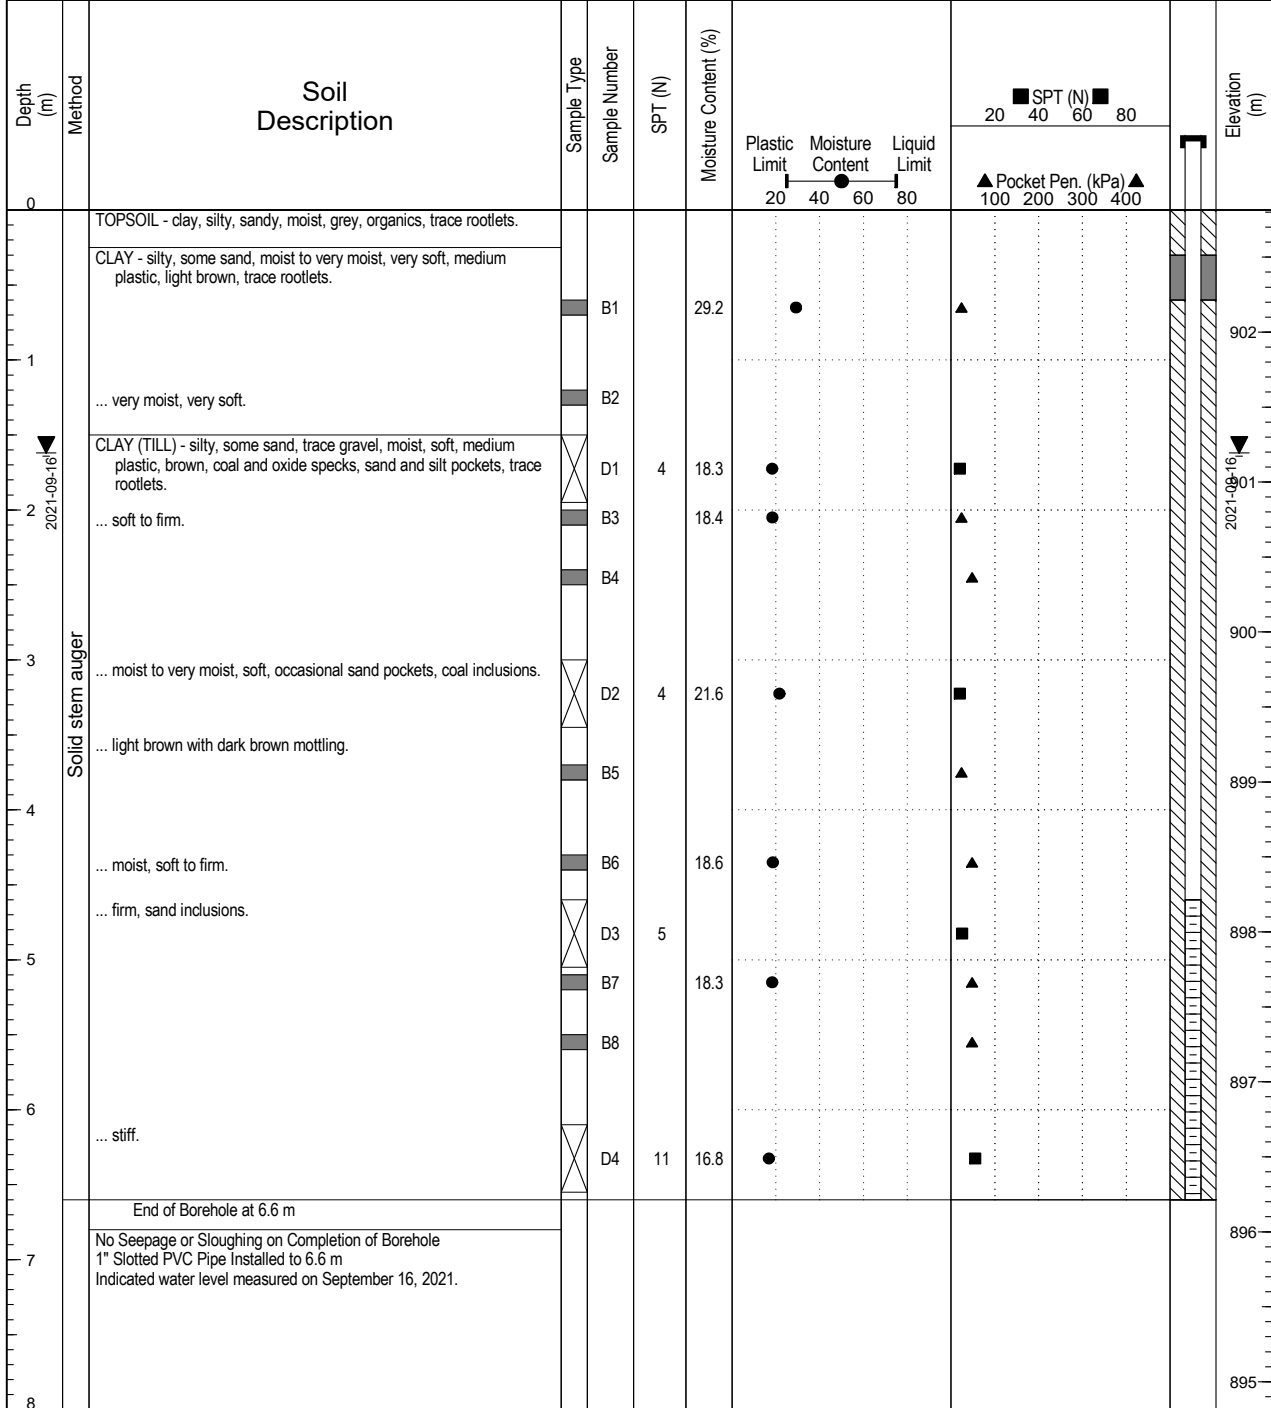 Depth
(m)
Method
Soil
Description
Sample Type
Sample Number
SPT (N)
Moisture Content (%)
Plastic Moisture Liquid
Limit Content Limit
20 40 60 80
SPT (N)
20 40 60 80
Pocket Pen. (kPa)
100 200 300 400
Elevation
(m)
0
TOPSOIL - clay, silty, sandy, moist, grey, organics, trace rootlets.
CLAY - silty, some sand, moist to very moist, very soft, medium
plastic, light brown, trace rootlets.
B1 29.2
902
1
... very moist, very soft.
B2
CLAY (TILL) - silty, some sand, trace gravel, moist, soft, medium
plastic, brown, coal and oxide specks, sand and silt pockets, trace
rootlets.
D1 4 18.3
2021-09-16
2021-09-16
901
2
... soft to firm.
B3 18.4
B4
900
Solid stem auger
3
... moist to very moist, soft, occasional sand pockets, coal inclusions.
D2 4 21.6
... light brown with dark brown mottling.
B5
899
4
... moist, soft to firm.
B6 18.6
... firm, sand inclusions.
D3 5
898
5
B7 18.3
B8
897
6
... stiff.
D4 11 16.8
End of Borehole at 6.6 m
896
No Seepage or Sloughing on Completion of Borehole
7
1" Slotted PVC Pipe Installed to 6.6 m
Indicated water level measured on September 16, 2021.
895
8